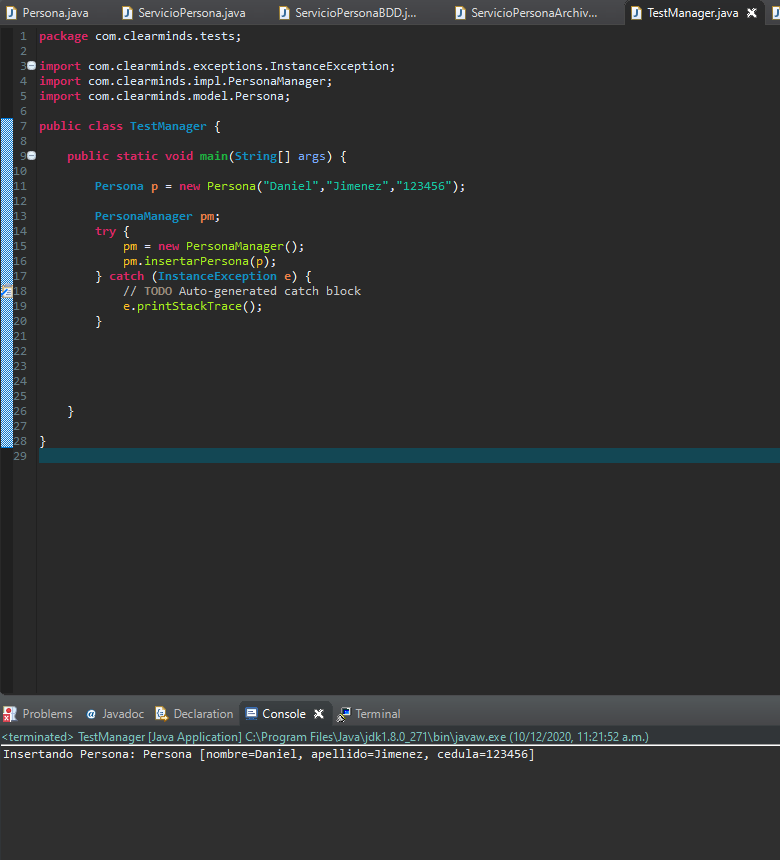 Persona.java ServicioPersona.java ServicioPersonaBDD.j... ServicioPersonaArchiv... TestManager.java
1 package com.clearminds.tests;
2
3 import com.clearminds.exceptions.InstanceException;
4 import com.clearminds.impl.PersonaManager;
5 import com.clearminds.model.Persona;
6
7 public class TestManager {
8
9 public static void main(String[] args) {
10
11 Persona p = new Persona("Daniel","Jimenez","123456");
12
13 PersonaManager pm;
14 try {
15 pm = new PersonaManager();
16 pm.insertarPersona(p);
17 } catch (InstanceException e) {
18 // TODO Auto-generated catch block
19 e.printStackTrace();
20 }
21
22
23
24
25
26 }
27
28 }
29
Problems Javadoc Declaration Console Terminal
<terminated> TestManager [Java Application] C:\Program Files\Java\jdk1.8.0_271\bin\javaw.exe (10/12/2020, 11:21:52 a.m.)
Insertando Persona: Persona [nombre=Daniel, apellido=Jimenez, cedula=123456]